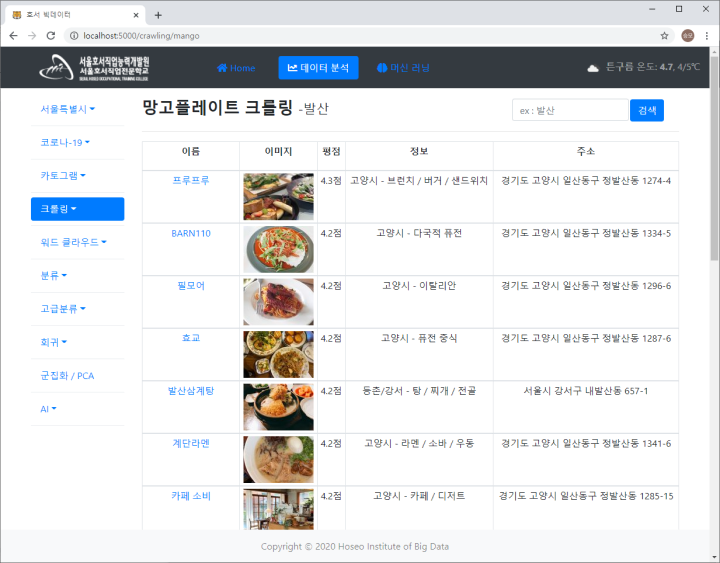 호서 빅데이터
localhost:5000/crawling/mango
서울호서직업능력개발원
서울호서직업전문학교
SEOUL HOSEO OCCUPATIONAL TRAINING COLLEGE
Home
데이터 분석
머신 러닝
튼구름 온도: 4.7, 4/5℃
서울특별시
코로나-19
카토그램
크롤링
워드 클라우드
분류
고급분류
회귀
군집화 / PCA
AI
망고플레이트 크롤링 -발산
ex : 발산
검색
이름 이미지 평점 정보 주소
프루프루 4.3점 고양시 - 브런치 / 버거 / 샌드위치 경기도 고양시 일산동구 정발산동 1274-4
BARN110 4.2점 고양시 - 다국적 퓨전 경기도 고양시 일산동구 정발산동 1334-5
필모어 4.2점 고양시 - 이탈리안 경기도 고양시 일산동구 정발산동 1296-6
효교 4.2점 고양시 - 퓨전 중식 경기도 고양시 일산동구 정발산동 1287-6
발산삼계탕 4.2점 등촌/강서 - 탕 / 찌개 / 전골 서울시 강서구 내발산동 657-1
계단라멘 4.2점 고양시 - 라멘 / 소바 / 우동 경기도 고양시 일산동구 정발산동 1341-6
카페 소비 4.2점 고양시 - 카페 / 디저트 경기도 고양시 일산동구 정발산동 1285-15
Copyright © 2020 Hoseo Institute of Big Data